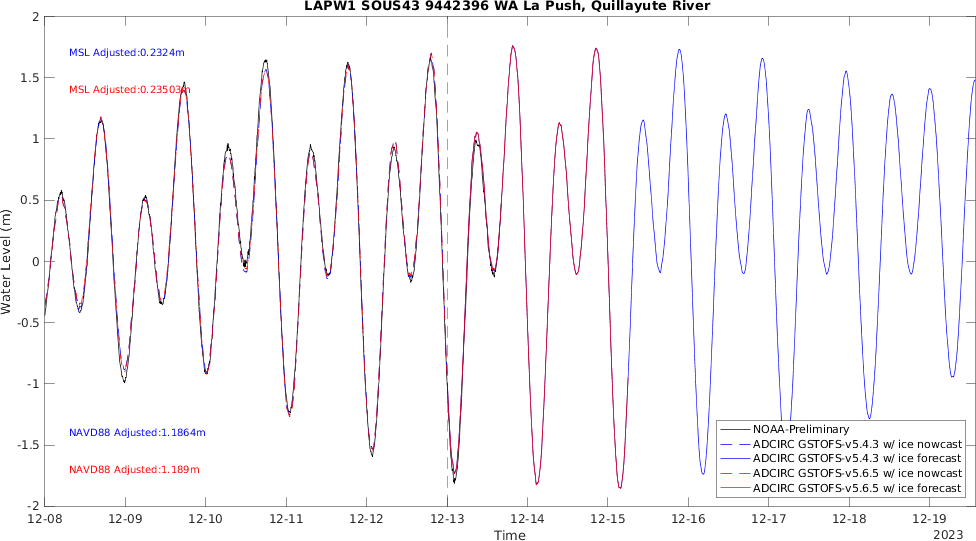 LAPW1 SOUS43 9442396 WA La Push, Quillayute River
MSL Adjusted:0.2324m
MSL Adjusted:0.23503m
NAVD88 Adjusted:1.1864m
NAVD88 Adjusted:1.189m
Water Level (m)
2
1.5
1
0.5
0
-0.5
-1
-1.5
-2
NOAA-Preliminary
ADCIRC GSTOFS-v5.4.3 w/ ice nowcast
ADCIRC GSTOFS-v5.4.3 w/ ice forecast
ADCIRC GSTOFS-v5.6.5 w/ ice nowcast
ADCIRC GSTOFS-v5.6.5 w/ ice forecast
12-08 12-09 12-10 12-11 12-12 12-13 12-14 12-15 12-16 12-17 12-18 12-19
Time
2023